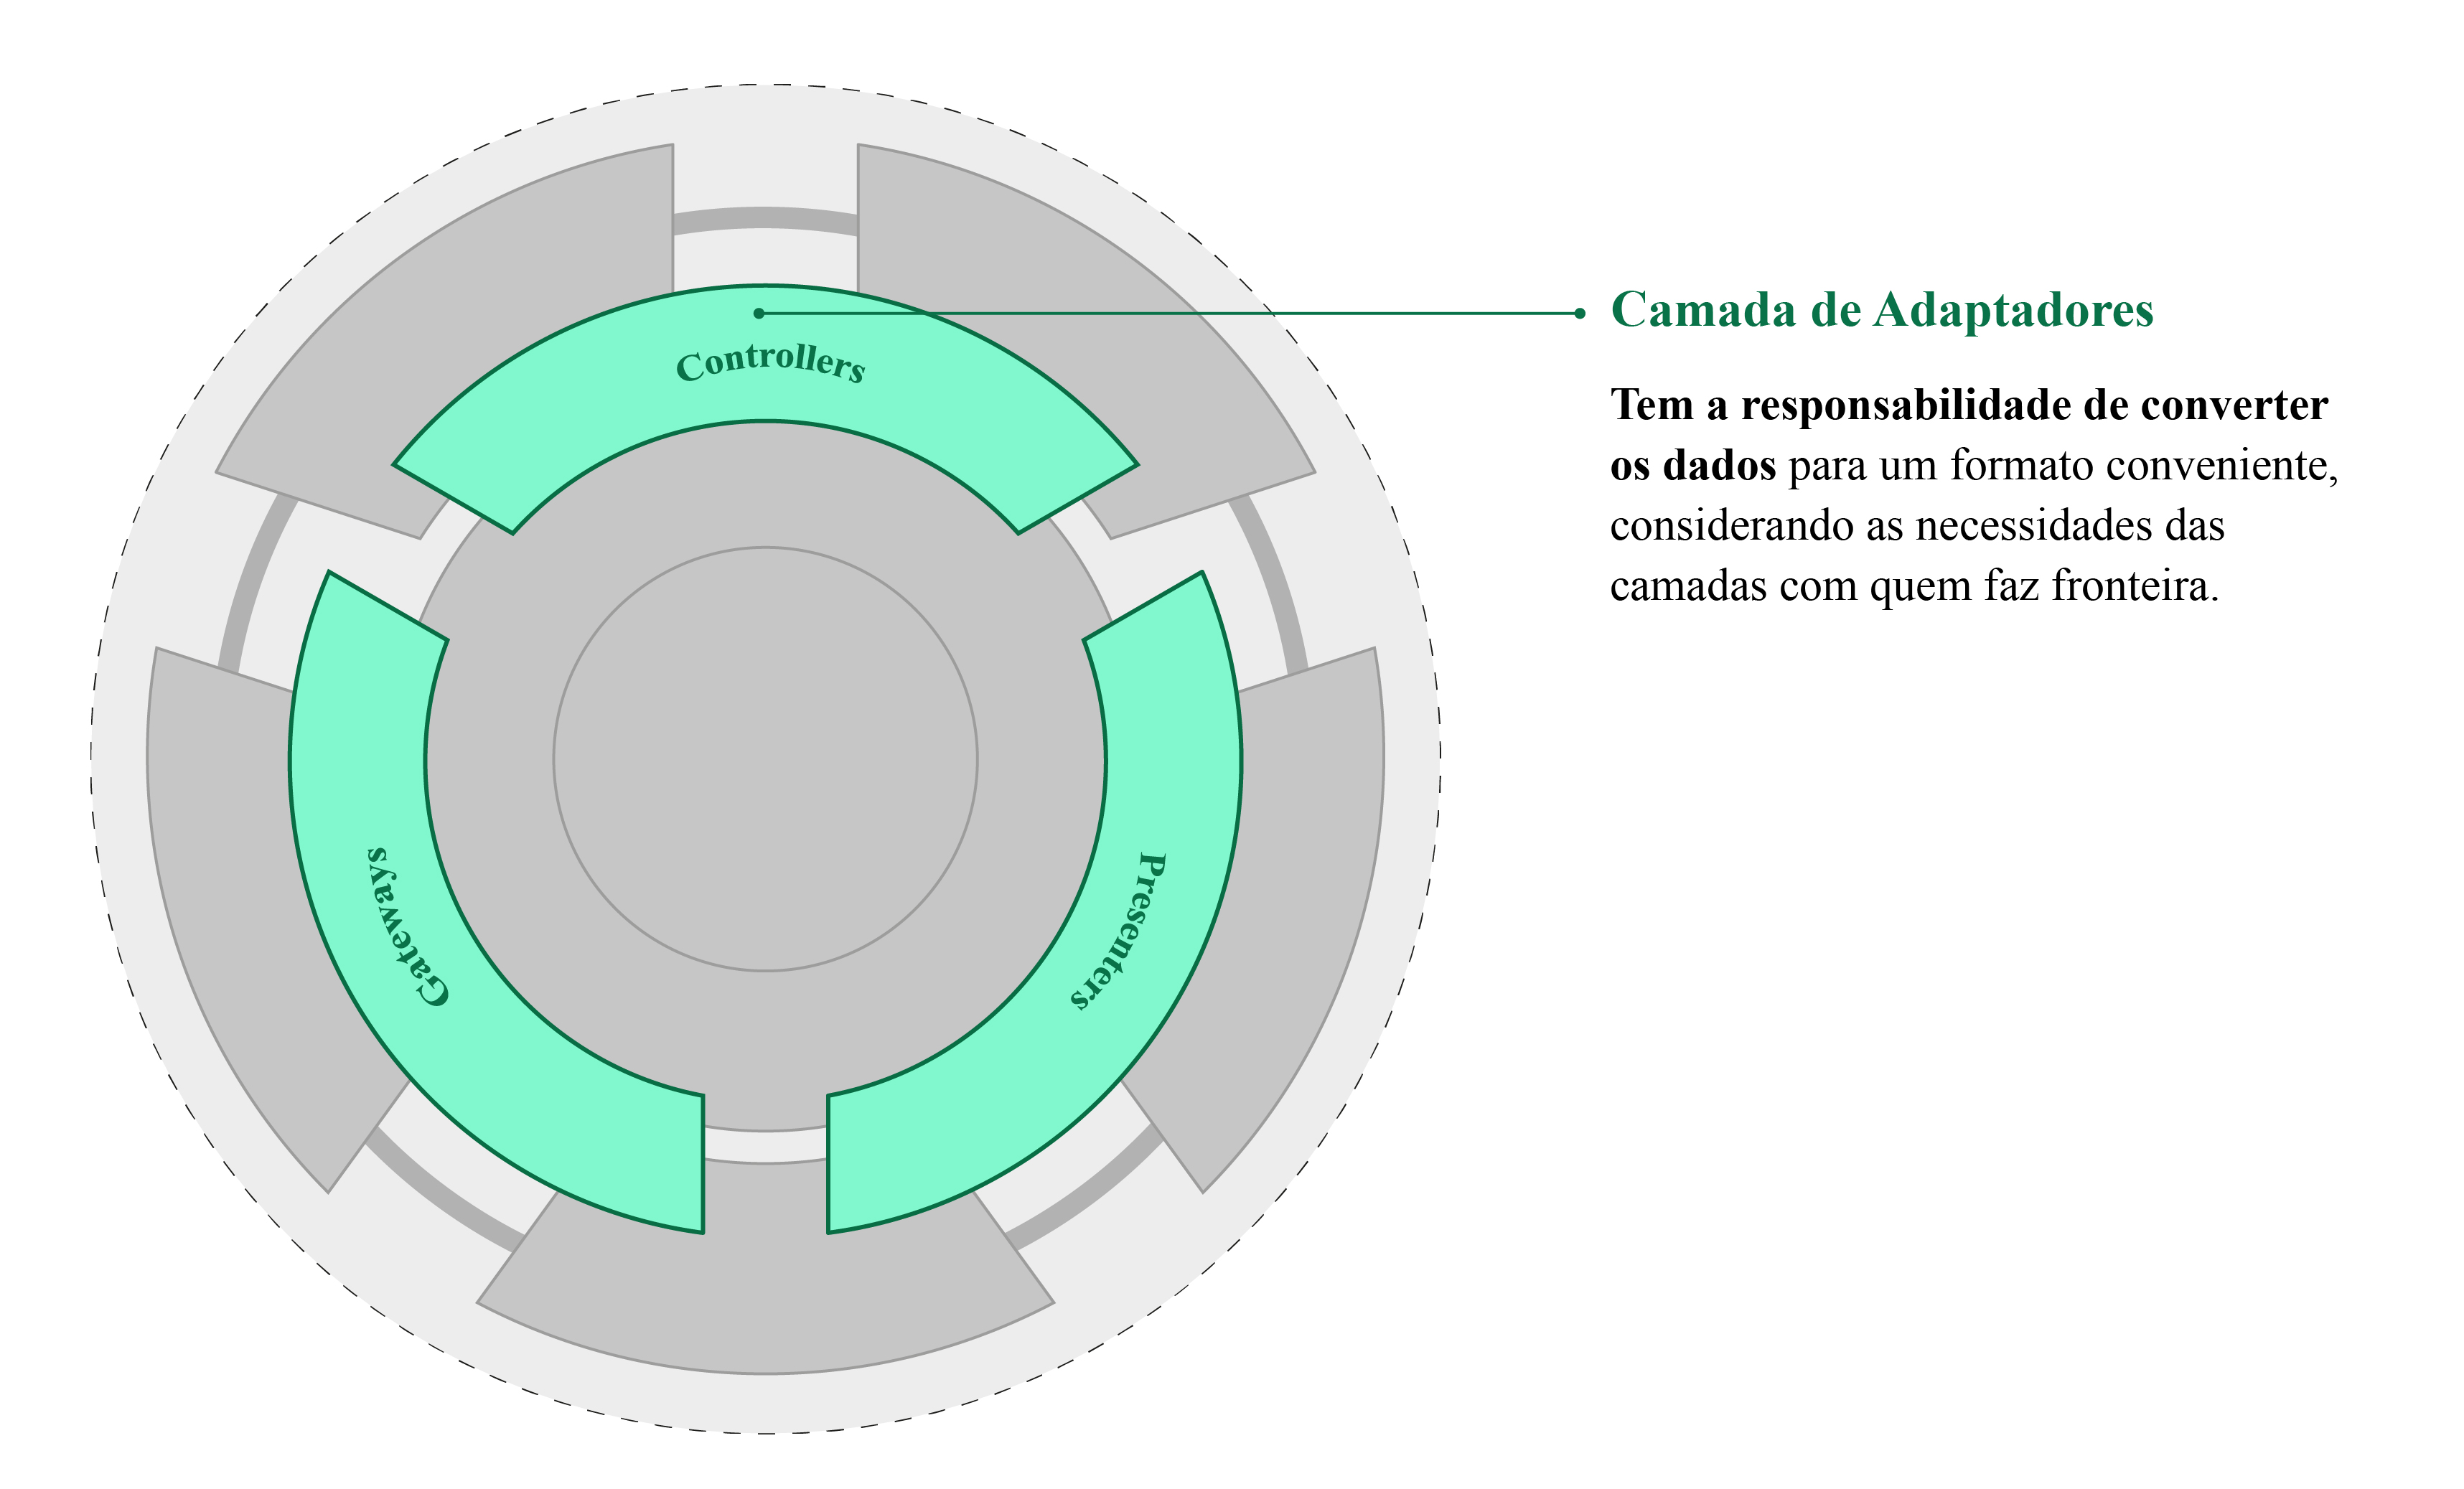 Controllers
Gateways
Presenters
Camada de Adaptadores
Tem a responsabilidade de converter
os dados para um formato conveniente,
considerando as necessidades das
camadas com quem faz fronteira.